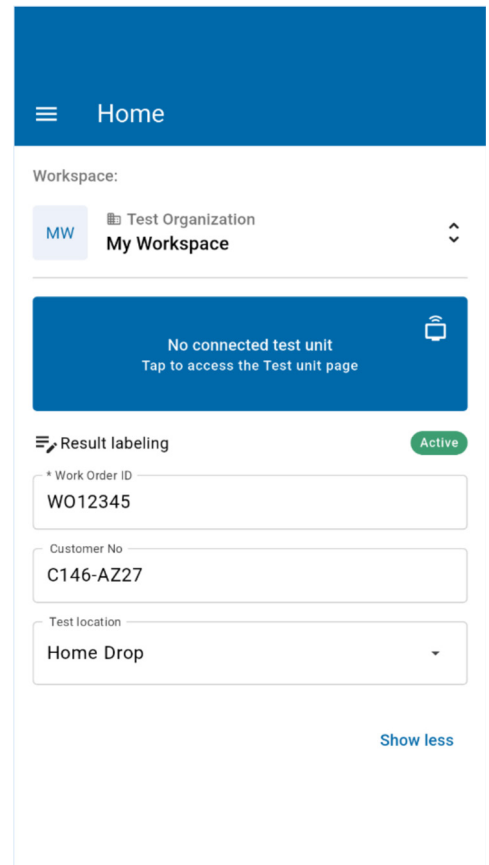 Home
Workspace:
MW
Test Organization
My Workspace
No connected test unit
Tap to access the Test unit page
Result labeling
Active
* Work Order ID
WO12345
Customer No
C146-AZ27
Test location
Home Drop
Show less